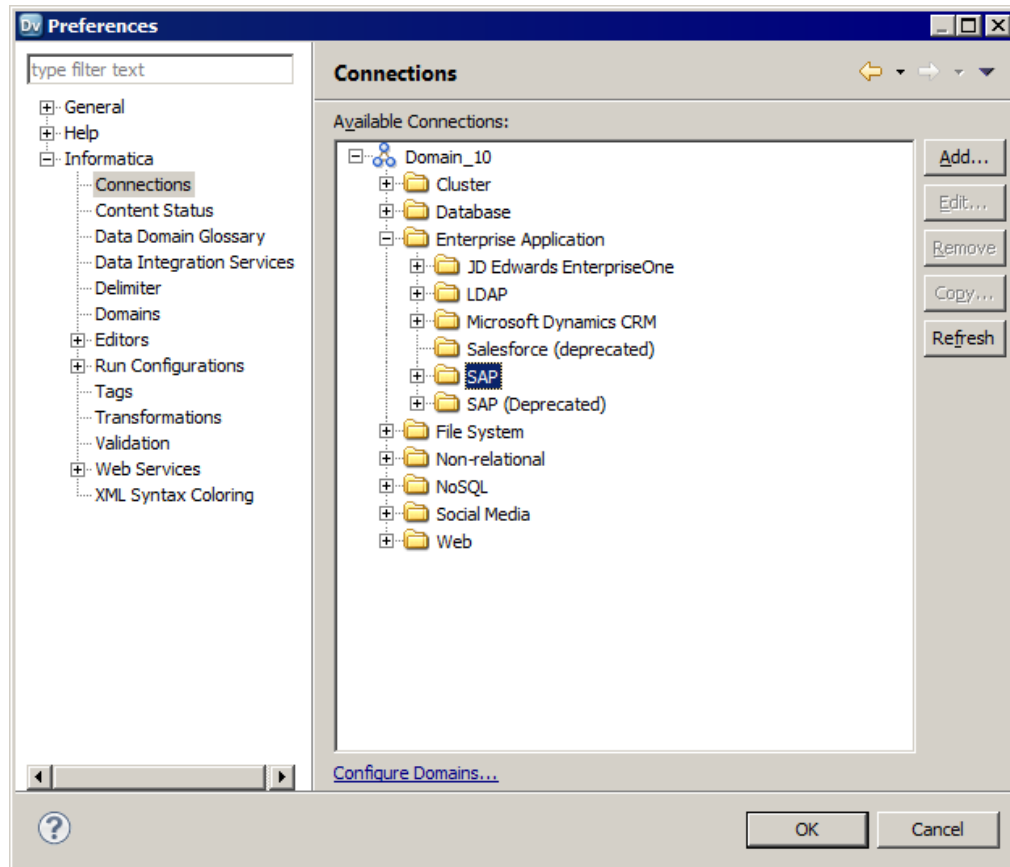 Dv Preferences
type filter text
General
Help
Informatica
Connections
Content Status
Data Domain Glossary
Data Integration Services
Delimiter
Domains
Editors
Run Configurations
Tags
Transformations
Validation
Web Services
XML Syntax Coloring
Connections
Available Connections:
Domain_10
Cluster
Database
Enterprise Application
JD Edwards EnterpriseOne
LDAP
Microsoft Dynamics CRM
Salesforce (deprecated)
SAP
SAP (Deprecated)
File System
Non-relational
NoSQL
Social Media
Web
Add...
Edit...
Remove
Copy...
Refresh
Configure Domains...
?
OK
Cancel